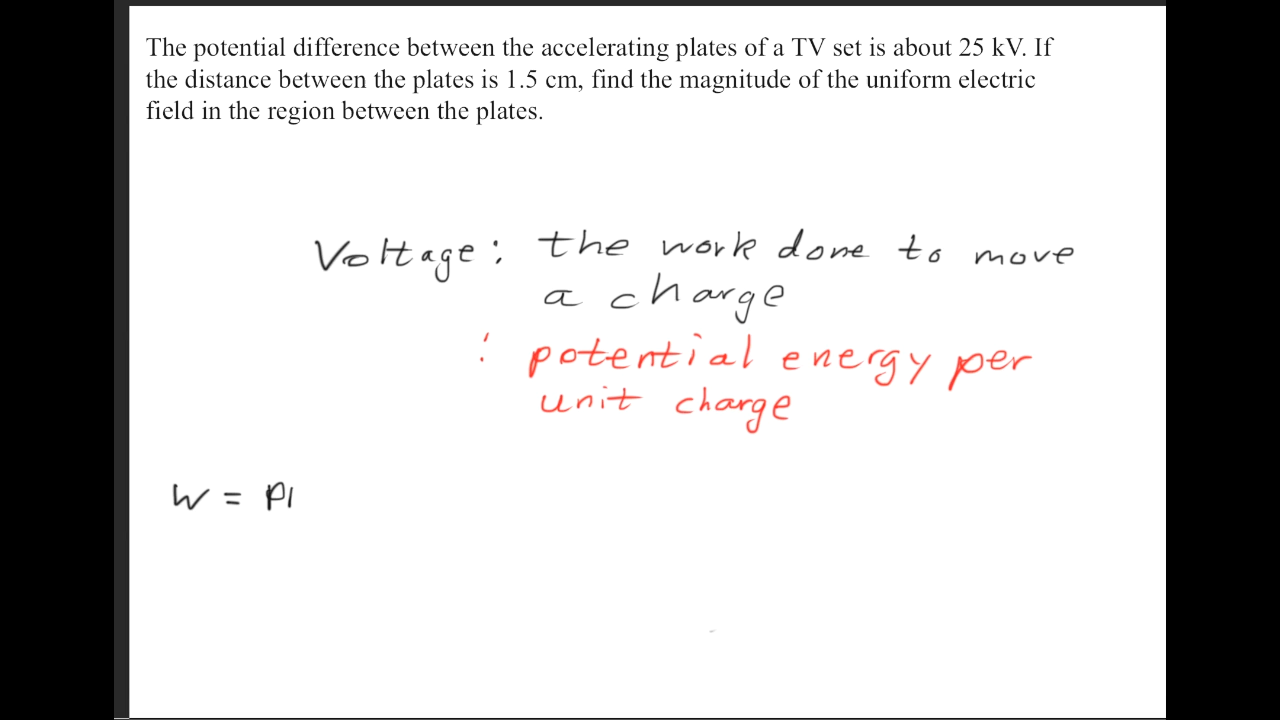 The potential difference between the accelerating plates of a TV set is about 25 kV. If
the distance between the plates is 1.5 cm, find the magnitude of the uniform electric
field in the region between the plates.
Voltage: the work done to move
a charge
: potential energy per
unit charge
W = P